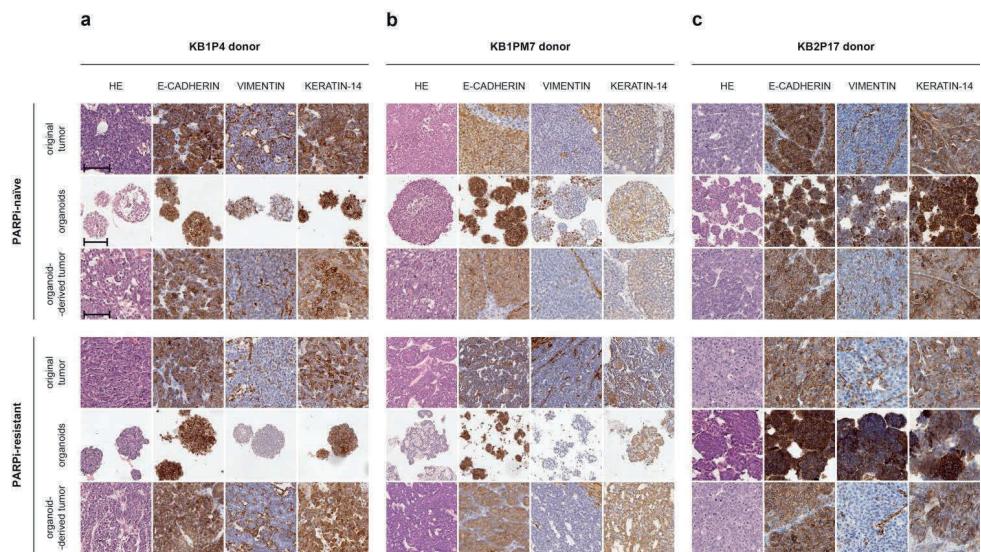 a b c
KB1P4 donor KB1PM7 donor KB2P17 donor
HE E-CADHERIN VIMENTIN KERATIN-14 HE E-CADHERIN VIMENTIN KERATIN-14 HE E-CADHERIN VIMENTIN KERATIN-14
PARPi-naïve
original
tumor
organoids
organoid-
-derived tumor
PARPi-resistant
original
tumor
organoids
organoid-
-derived tumor